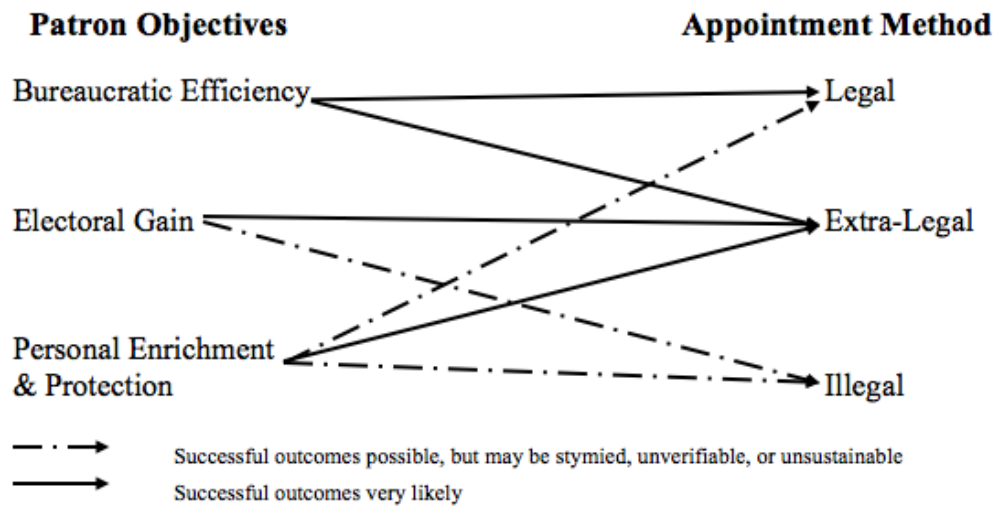 Patron Objectives Appointment Method
Bureaucratic Efficiency Legal
Electoral Gain Extra-Legal
Personal Enrichment
& Protection Illegal
Successful outcomes possible, but may be stymied, unverifiable, or unsustainable
Successful outcomes very likely